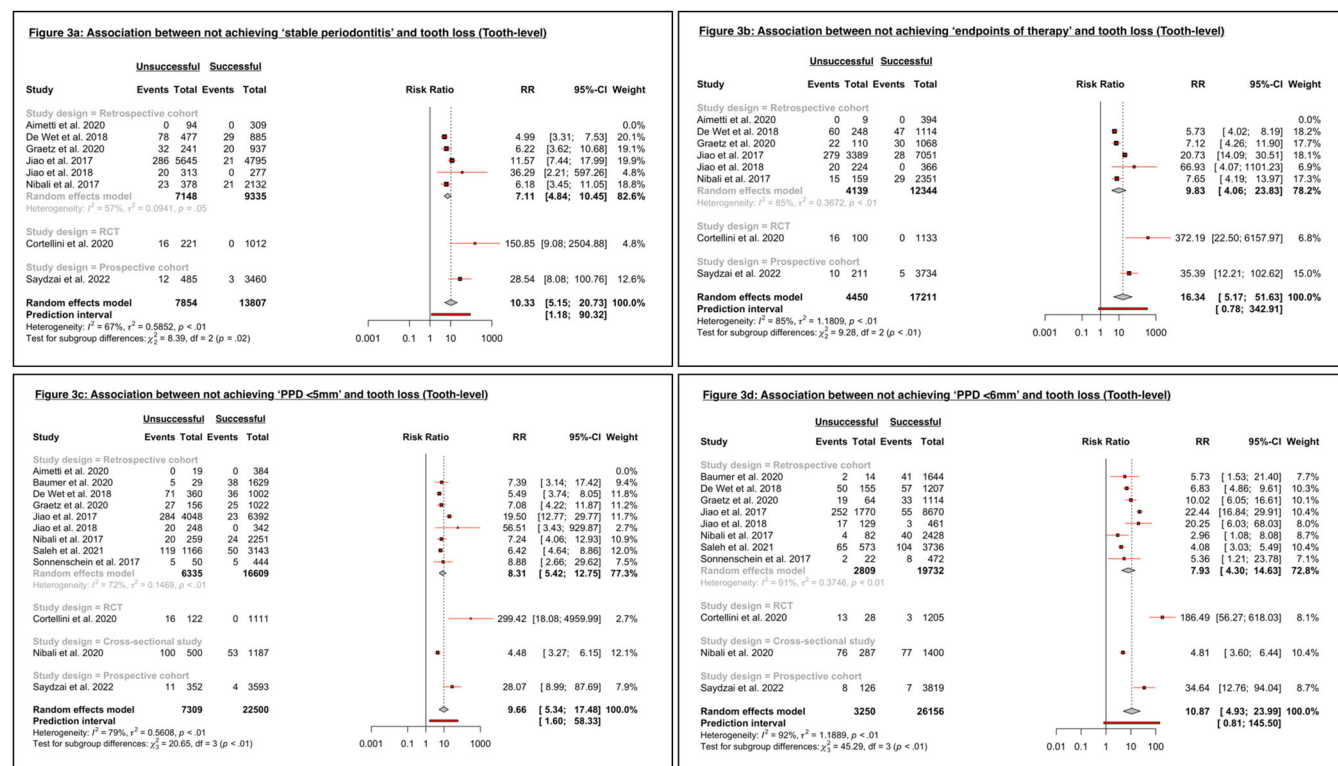 Figure 3a: Association between not achieving 'stable periodontitis' and tooth loss (Tooth-level)
Unsuccessful Successful
Study Events Total Events Total Risk Ratio RR 95%-CI Weight
Study design = Retrospective cohort
Aimetti et al. 2020 0 94 0 309 0.0%
De Wet et al. 2018 78 477 29 885 4.99 [3.31; 7.53] 20.1%
Graetz et al. 2020 32 241 20 937 6.22 [3.62; 10.68] 19.1%
Jiao et al. 2017 286 5645 21 4795 11.57 [7.44; 17.99] 19.9%
Jiao et al. 2018 20 313 0 277 36.29 [2.21; 597.26] 4.8%
Nibali et al. 2017 23 378 21 2132 6.18 [3.45; 11.05] 18.8%
Random effects model 7148 9335 7.11 [4.84; 10.45] 82.6%
Heterogeneity: I² = 57%, τ² = 0.0941, p = .05
Study design = RCT
Cortellini et al. 2020 16 221 0 1012 150.85 [9.08; 2504.88] 4.8%
Study design = Prospective cohort
Saydzai et al. 2022 12 485 3 3460 28.54 [8.08; 100.76] 12.6%
Random effects model 7854 13807 10.33 [5.15; 20.73] 100.0%
Prediction interval [1.18; 90.32]
Heterogeneity: I² = 67%, τ² = 0.5852, p < .01
Test for subgroup differences: χ²₂ = 8.39, df = 2 (p = .02)
0.001 0.1 1 10 1000
Figure 3b: Association between not achieving 'endpoints of therapy' and tooth loss (Tooth-level)
Unsuccessful Successful
Study Events Total Events Total Risk Ratio RR 95%-CI Weight
Study design = Retrospective cohort
Aimetti et al. 2020 0 9 0 394 0.0%
De Wet et al. 2018 60 248 47 1114 5.73 [4.02; 8.19] 18.2%
Graetz et al. 2020 22 110 30 1068 7.12 [4.26; 11.90] 17.7%
Jiao et al. 2017 279 3389 28 7051 20.73 [14.09; 30.51] 18.1%
Jiao et al. 2018 20 224 0 366 66.93 [4.07; 1101.23] 6.9%
Nibali et al. 2017 15 159 29 2351 7.65 [4.19; 13.97] 17.3%
Random effects model 4139 12344 9.83 [4.06; 23.83] 78.2%
Heterogeneity: I² = 85%, τ² = 0.3672, p < .01
Study design = RCT
Cortellini et al. 2020 16 100 0 1133 372.19 [22.50; 6157.97] 6.8%
Study design = Prospective cohort
Saydzai et al. 2022 10 211 5 3734 35.39 [12.21; 102.62] 15.0%
Random effects model 4450 17211 16.34 [5.17; 51.63] 100.0%
Prediction interval [0.78; 342.91]
Heterogeneity: I² = 85%, τ² = 1.1809, p < .01
Test for subgroup differences: χ²₂ = 9.28, df = 2 (p < .01)
0.001 0.1 1 10 1000
Figure 3c: Association between not achieving 'PPD <5mm' and tooth loss (Tooth-level)
Unsuccessful Successful
Study Events Total Events Total Risk Ratio RR 95%-CI Weight
Study design = Retrospective cohort
Aimetti et al. 2020 0 19 0 384 0.0%
Baumer et al. 2020 5 29 38 1629 7.39 [3.14; 17.42] 9.4%
De Wet et al. 2018 71 360 36 1002 5.49 [3.74; 8.05] 11.8%
Graetz et al. 2020 27 156 25 1022 7.08 [4.22; 11.87] 11.2%
Jiao et al. 2017 284 4048 23 6392 19.50 [12.77; 29.77] 11.7%
Jiao et al. 2018 20 248 0 342 56.51 [3.43; 929.87] 2.7%
Nibali et al. 2017 20 259 24 2251 7.24 [4.06; 12.93] 11.0%
Saleh et al. 2021 119 1166 50 3143 6.42 [4.64; 8.86] 12.0%
Sonnenschein et al. 2017 5 50 5 444 8.88 [2.66; 29.62] 7.5%
Random effects model 6335 16609 8.31 [5.42; 12.75] 77.3%
Heterogeneity: I² = 72%, τ² = 0.1469, p < .01
Study design = RCT
Cortellini et al. 2020 16 122 0 1111 299.42 [18.08; 4959.99] 2.7%
Study design = Cross-sectional study
Nibali et al. 2020 100 500 53 1187 4.48 [3.27; 6.15] 12.1%
Study design = Prospective cohort
Saydzai et al. 2022 11 352 4 3593 28.07 [8.99; 87.69] 7.9%
Random effects model 7309 22500 9.66 [5.34; 17.48] 100.0%
Prediction interval [1.60; 58.33]
Heterogeneity: I² = 79%, τ² = 0.5608, p < .01
Test for subgroup differences: χ²₃ = 20.65, df = 3 (p < .01)
0.001 0.1 1 10 1000
Figure 3d: Association between not achieving 'PPD <6mm' and tooth loss (Tooth-level)
Unsuccessful Successful
Study Events Total Events Total Risk Ratio RR 95%-CI Weight
Study design = Retrospective cohort
Baumer et al. 2020 2 14 41 1644 5.73 [1.53; 21.40] 7.7%
De Wet et al. 2018 50 155 57 1207 6.83 [4.86; 9.61] 10.3%
Graetz et al. 2020 19 64 33 1114 10.02 [6.05; 16.61] 10.1%
Jiao et al. 2017 252 1770 55 8670 22.44 [16.84; 29.91] 10.4%
Jiao et al. 2018 17 129 3 461 20.25 [6.03; 68.03] 8.0%
Nibali et al. 2017 4 82 40 2428 2.96 [1.08; 8.08] 8.7%
Saleh et al. 2021 65 573 104 3736 4.08 [3.03; 5.49] 10.4%
Sonnenschein et al. 2017 2 22 8 472 5.36 [1.21; 23.78] 7.1%
Random effects model 2809 19732 7.93 [4.30; 14.63] 72.8%
Heterogeneity: I² = 91%, τ² = 0.3746, p < 0.01
Study design = RCT
Cortellini et al. 2020 13 28 3 1205 186.49 [56.27; 618.03] 8.1%
Study design = Cross-sectional study
Nibali et al. 2020 76 287 77 1400 4.81 [3.60; 6.44] 10.4%
Study design = Prospective cohort
Saydzai et al. 2022 8 126 7 3819 34.64 [12.76; 94.04] 8.7%
Random effects model 3250 26156 10.87 [4.93; 23.99] 100.0%
Prediction interval [0.81; 145.50]
Heterogeneity: I² = 92%, τ² = 1.1889, p < .01
Test for subgroup differences: χ²₃ = 45.29, df = 3 (p < .01)
0.01 0.1 1 10 100